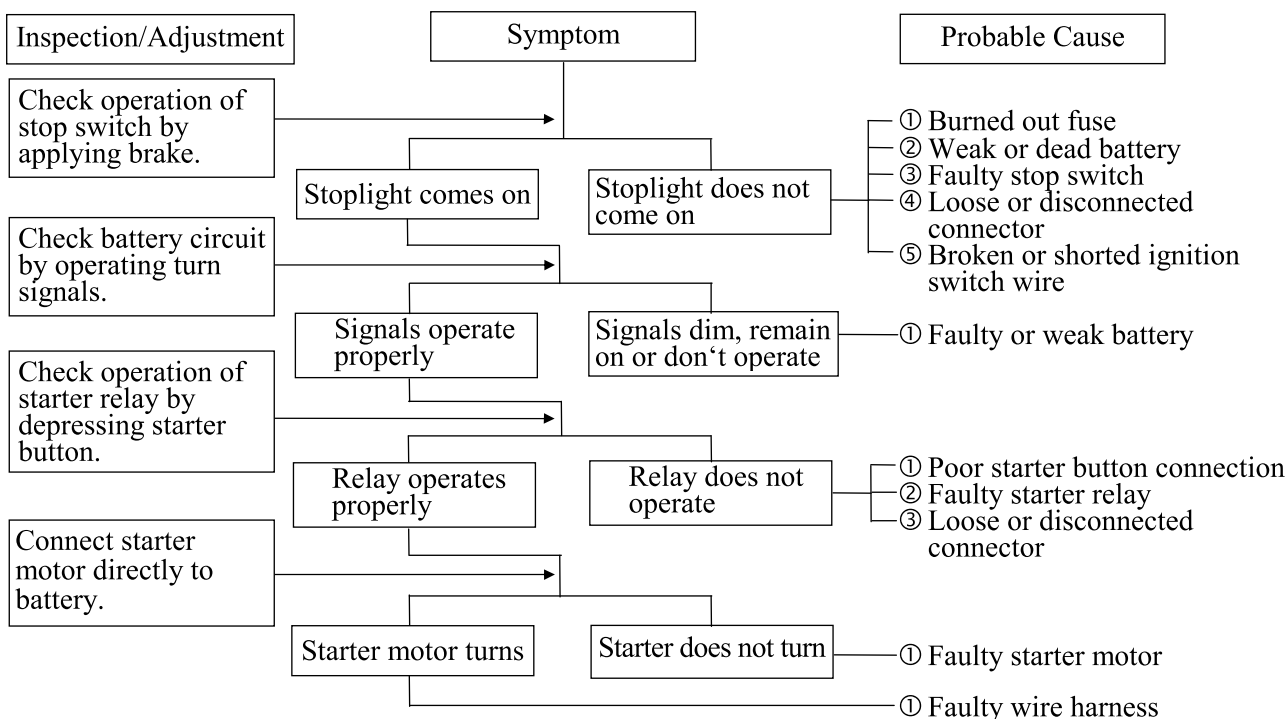 Inspection/Adjustment
Symptom
Probable Cause
Check operation of
stop switch by
applying brake.
Stoplight comes on
Stoplight does not
come on
① Burned out fuse
② Weak or dead battery
③ Faulty stop switch
④ Loose or disconnected
connector
⑤ Broken or shorted ignition
switch wire
Check battery circuit
by operating turn
signals.
Signals operate
properly
Signals dim, remain
on or don‘t operate
① Faulty or weak battery
Check operation of
starter relay by
depressing starter
button.
Relay operates
properly
Relay does not
operate
① Poor starter button connection
② Faulty starter relay
③ Loose or disconnected
connector
Connect starter
motor directly to
battery.
Starter motor turns
Starter does not turn
① Faulty starter motor
① Faulty wire harness